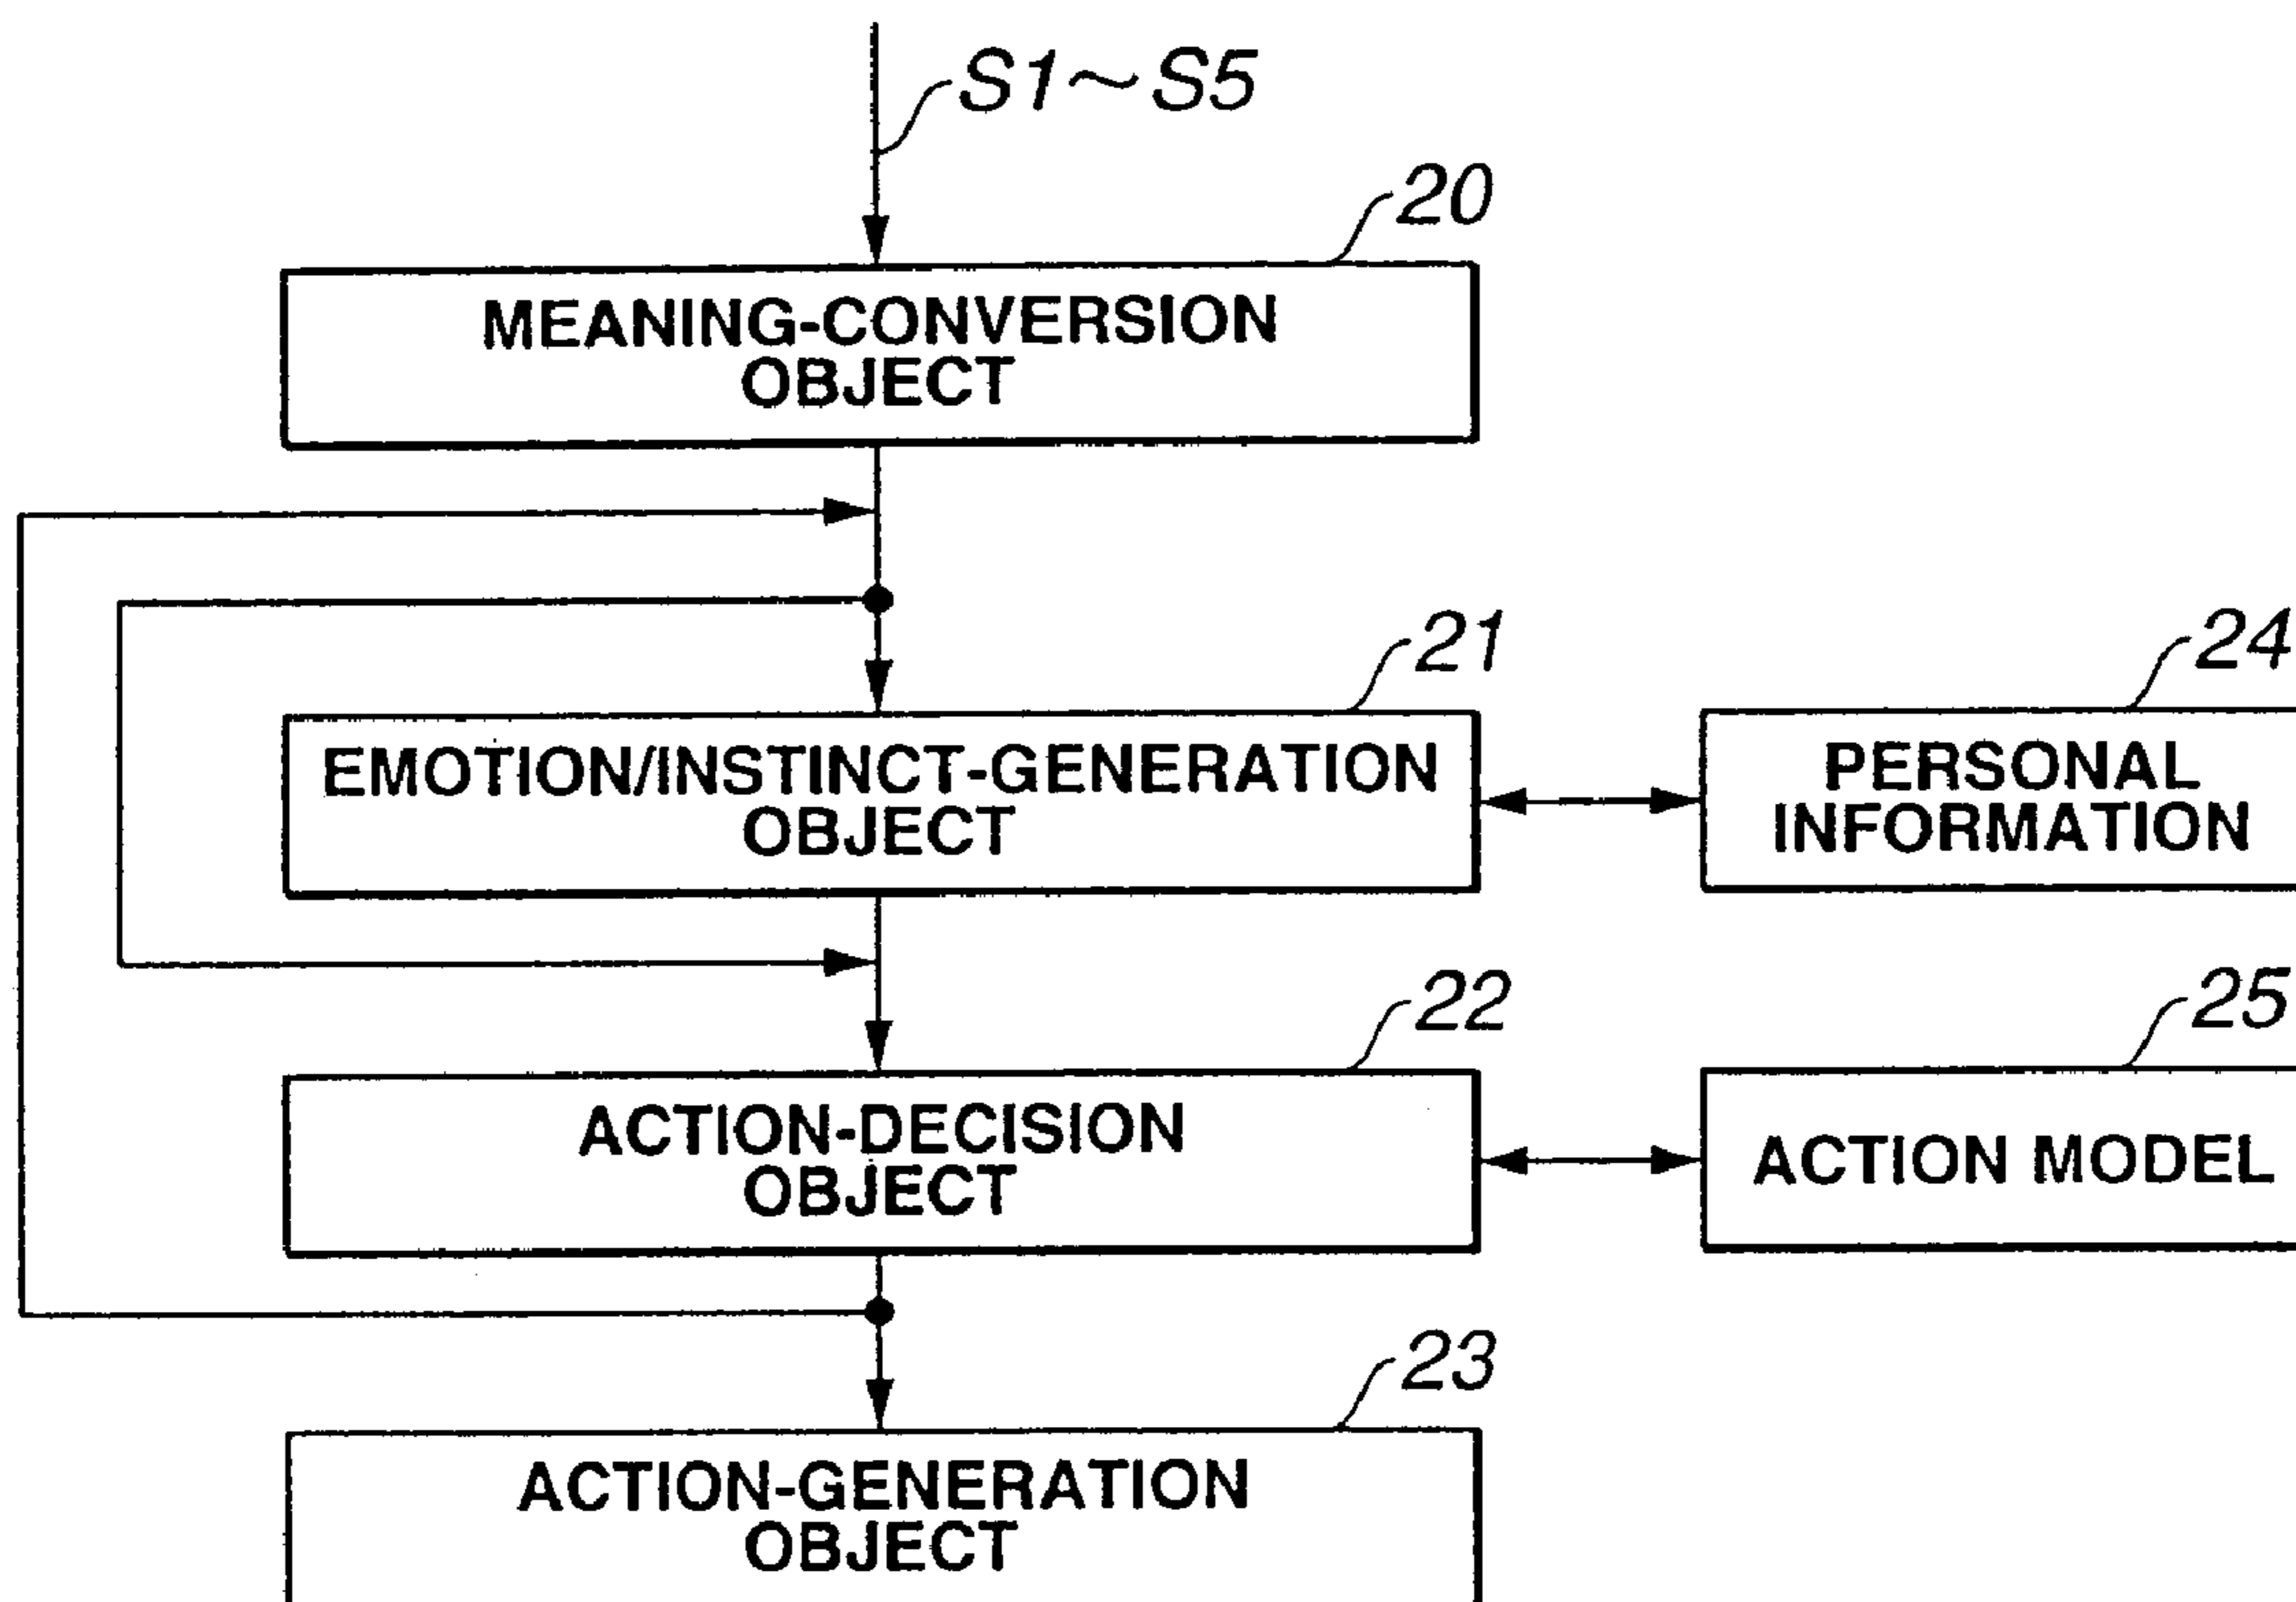 S1~S5
20
MEANING-CONVERSION
OBJECT
21
24
EMOTION/INSTINCT-GENERATION
OBJECT
PERSONAL
INFORMATION
22
25
ACTION-DECISION
OBJECT
ACTION MODEL
23
ACTION-GENERATION
OBJECT